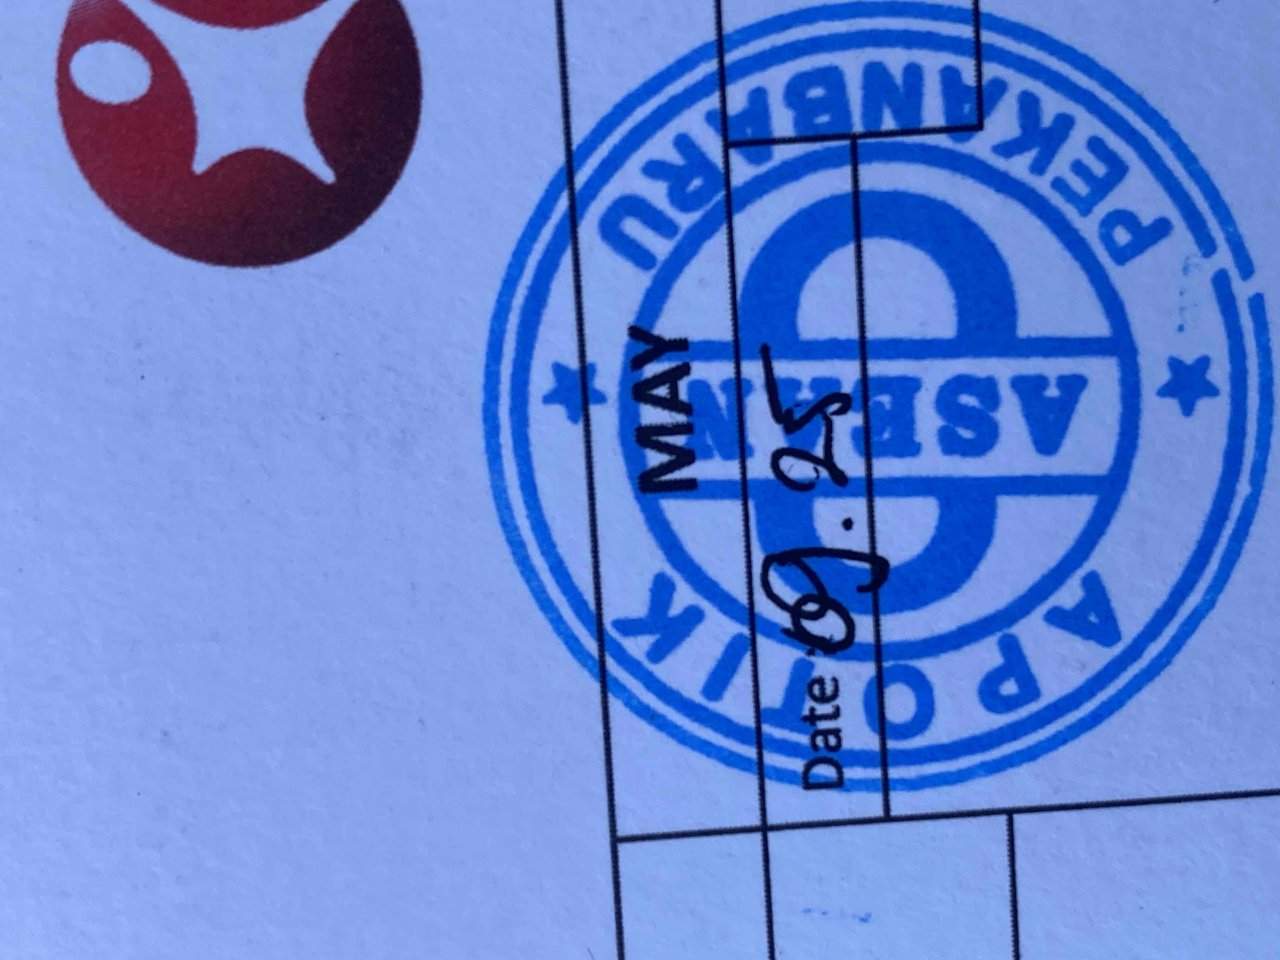 MAY
Date : 09. 25
APOTIK
ASEAN
PEKANBARU